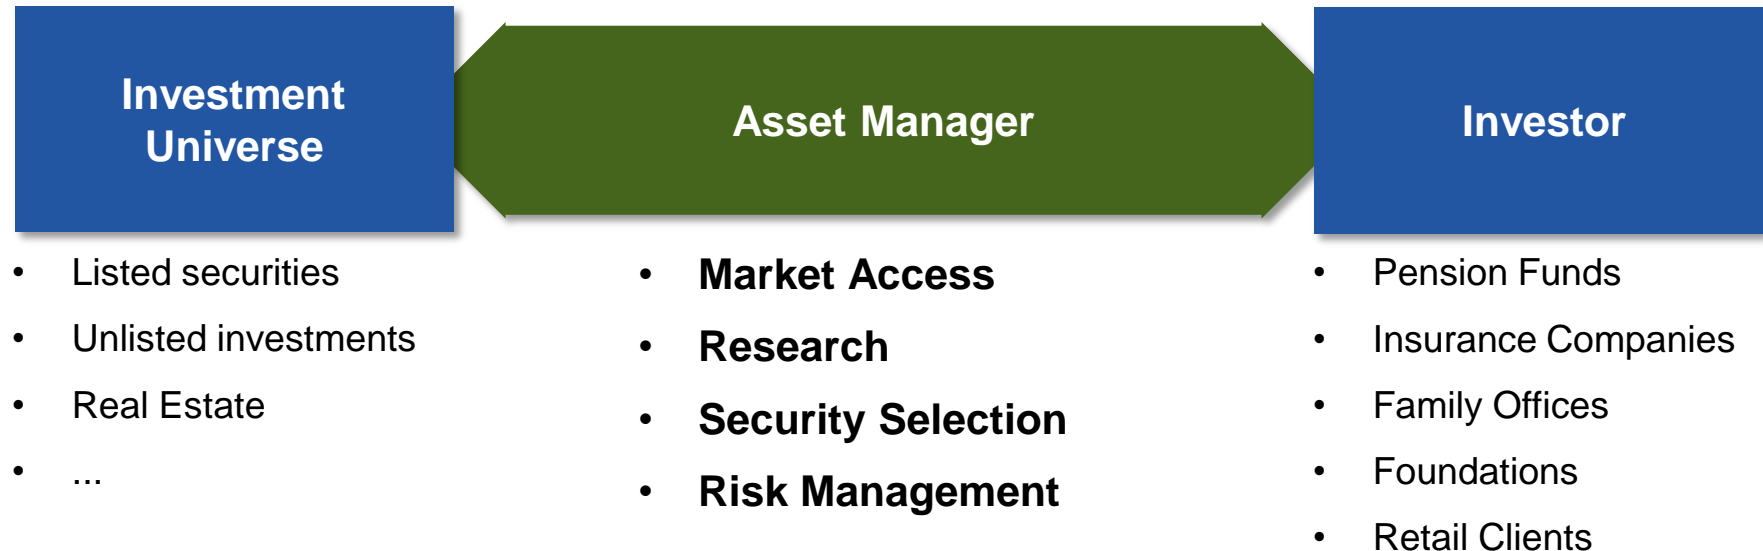 Investment
Universe
Asset Manager
Investor
• Listed securities
• Unlisted investments
• Real Estate
• ...
• Market Access
• Research
• Security Selection
• Risk Management
• Pension Funds
• Insurance Companies
• Family Offices
• Foundations
• Retail Clients